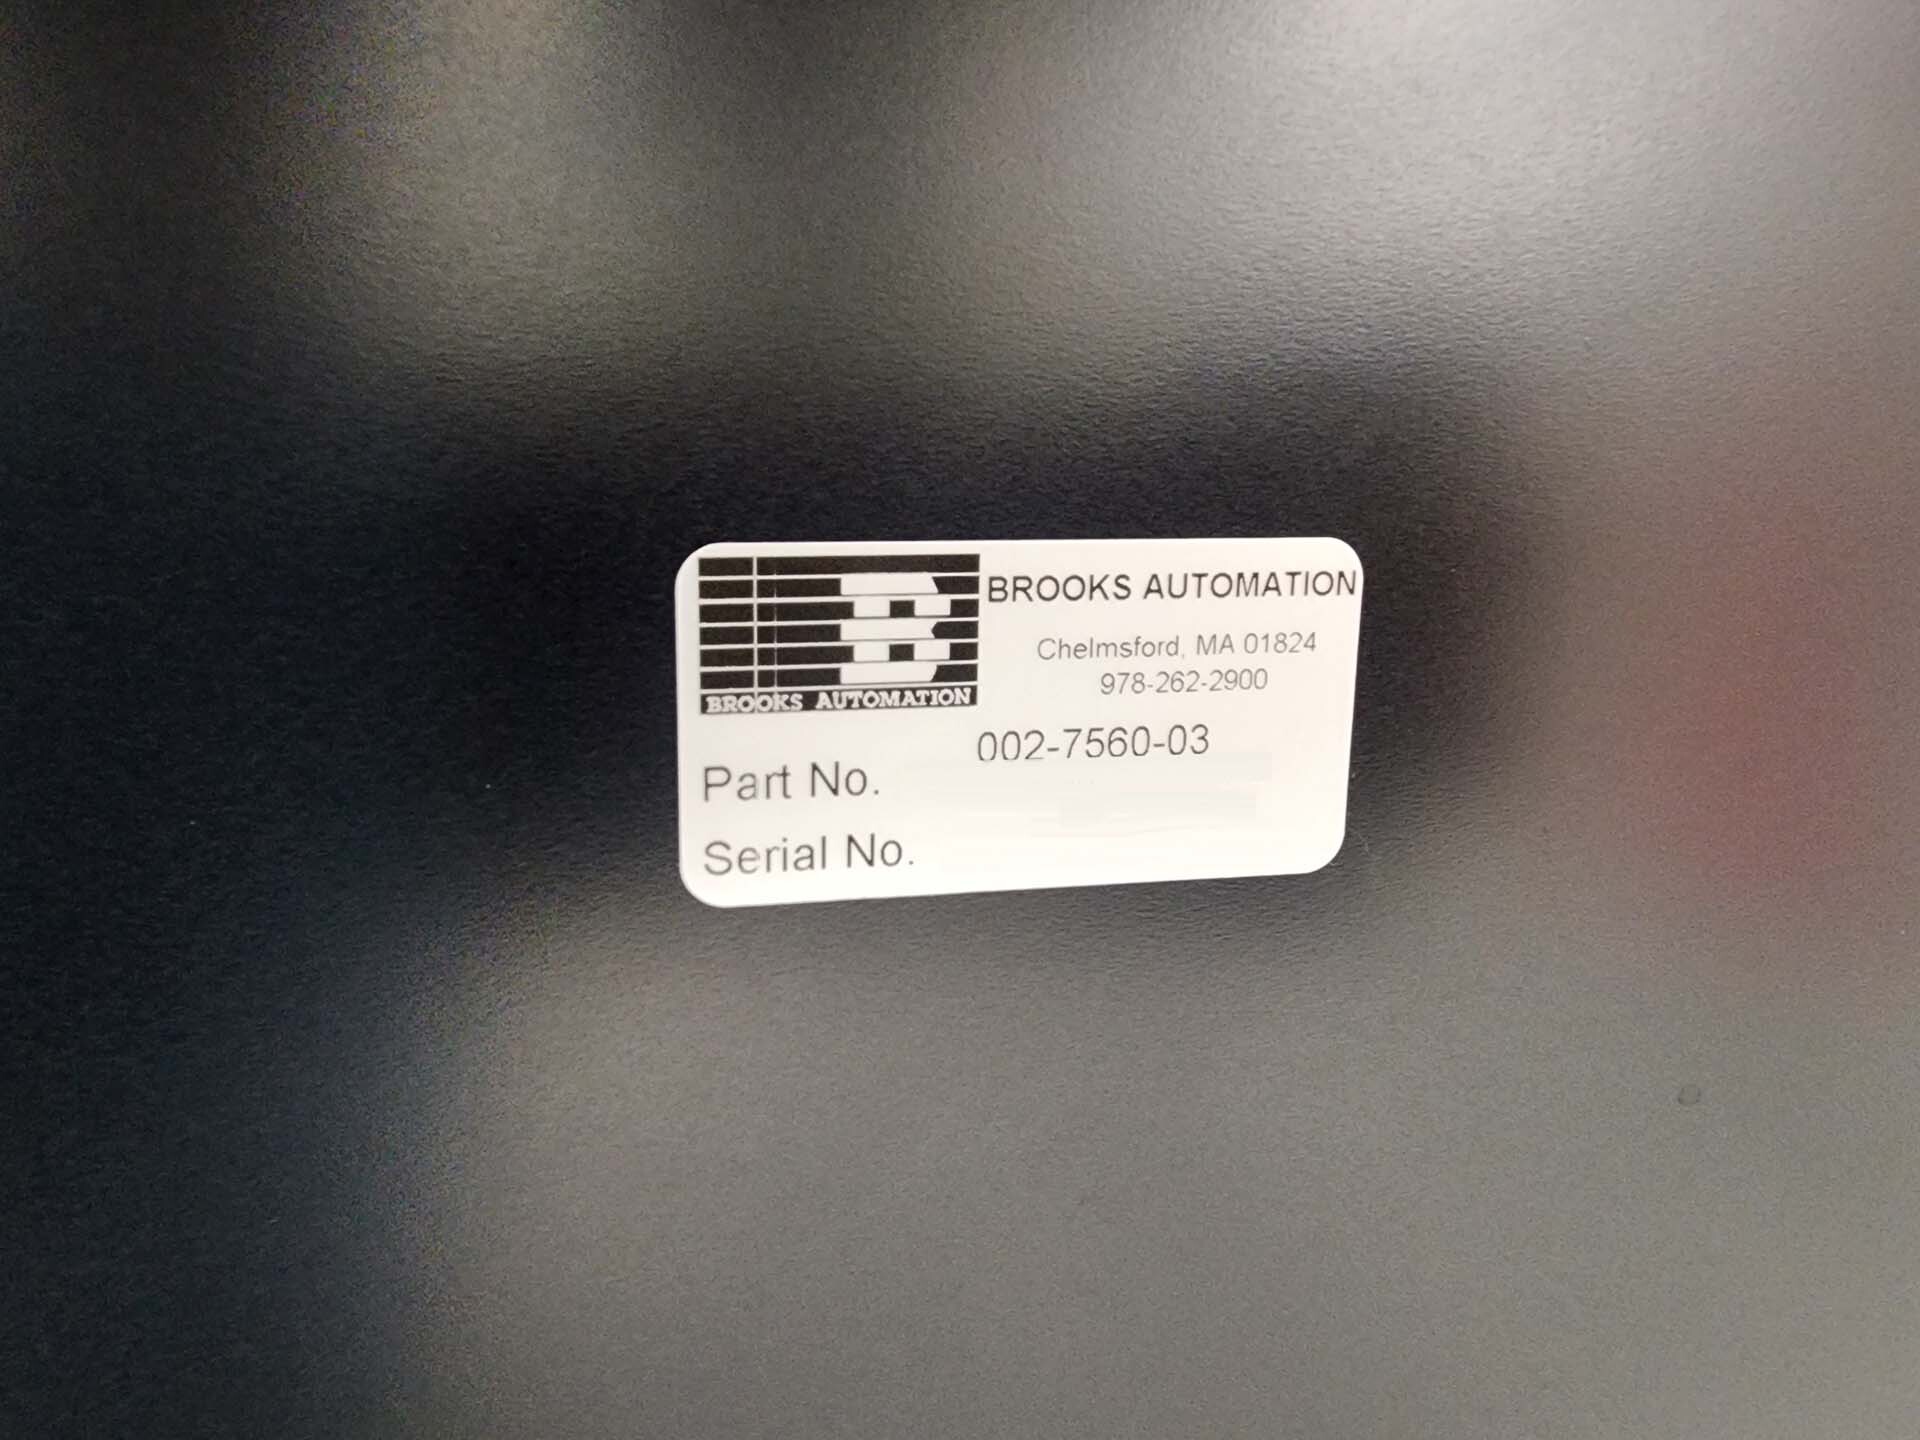 BROOKS AUTOMATION
BROOKS AUTOMATION
Chelmsford, MA 01824
978-262-2900
002-7560-03
Part No.
Serial No.